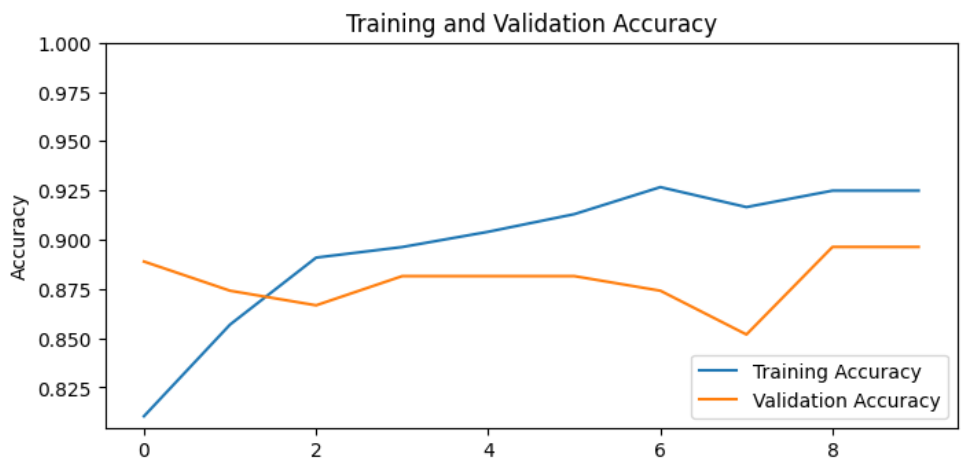 Training and Validation Accuracy
1.000
0.975
0.950
0.925
0.900
0.875
0.850
0.825
Accuracy
Training Accuracy
Validation Accuracy
0 2 4 6 8